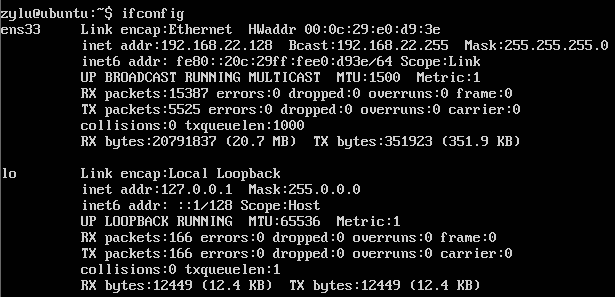 zylu@ubuntu:~$ ifconfig
ens33     Link encap:Ethernet  HWaddr 00:0c:29:e0:d9:3e
          inet addr:192.168.22.128  Bcast:192.168.22.255  Mask:255.255.255.0
          inet6 addr: fe80::20c:29ff:fee0:d93e/64 Scope:Link
          UP BROADCAST RUNNING MULTICAST  MTU:1500  Metric:1
          RX packets:15387 errors:0 dropped:0 overruns:0 frame:0
          TX packets:5525 errors:0 dropped:0 overruns:0 carrier:0
          collisions:0 txqueuelen:1000
          RX bytes:20791837 (20.7 MB)  TX bytes:351923 (351.9 KB)
lo        Link encap:Local Loopback
          inet addr:127.0.0.1  Mask:255.0.0.0
          inet6 addr: ::1/128 Scope:Host
          UP LOOPBACK RUNNING  MTU:65536  Metric:1
          RX packets:166 errors:0 dropped:0 overruns:0 frame:0
          TX packets:166 errors:0 dropped:0 overruns:0 carrier:0
          collisions:0 txqueuelen:1
          RX bytes:12449 (12.4 KB)  TX bytes:12449 (12.4 KB)